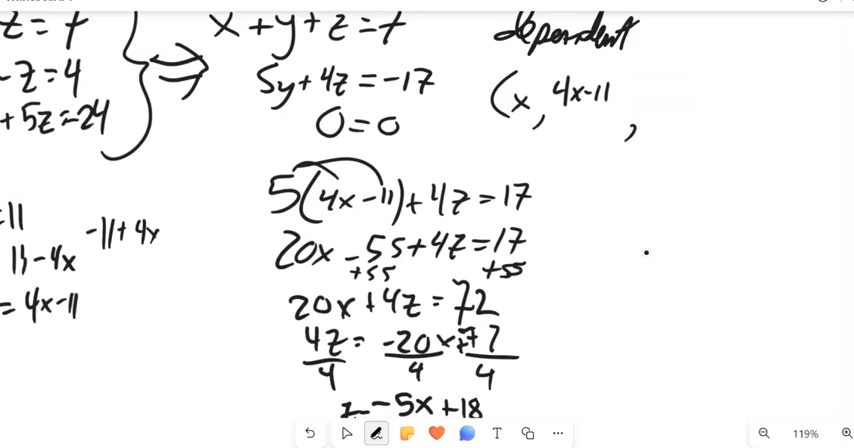 z = 7
x + y + z = 7
dependent
- z = 4
5y + 4z = -17
(x, 4x-11
,
+ 5z = 24
0 = 0
5(4x - 11) + 4z = 17
= 11
-11 + 4x
11 - 4x
20x - 55 + 4z = 17
+55 +55
= 4x - 11
20x + 4z = 72
4z = -20x + 72
4 4 4
z = -5x + 18
119%